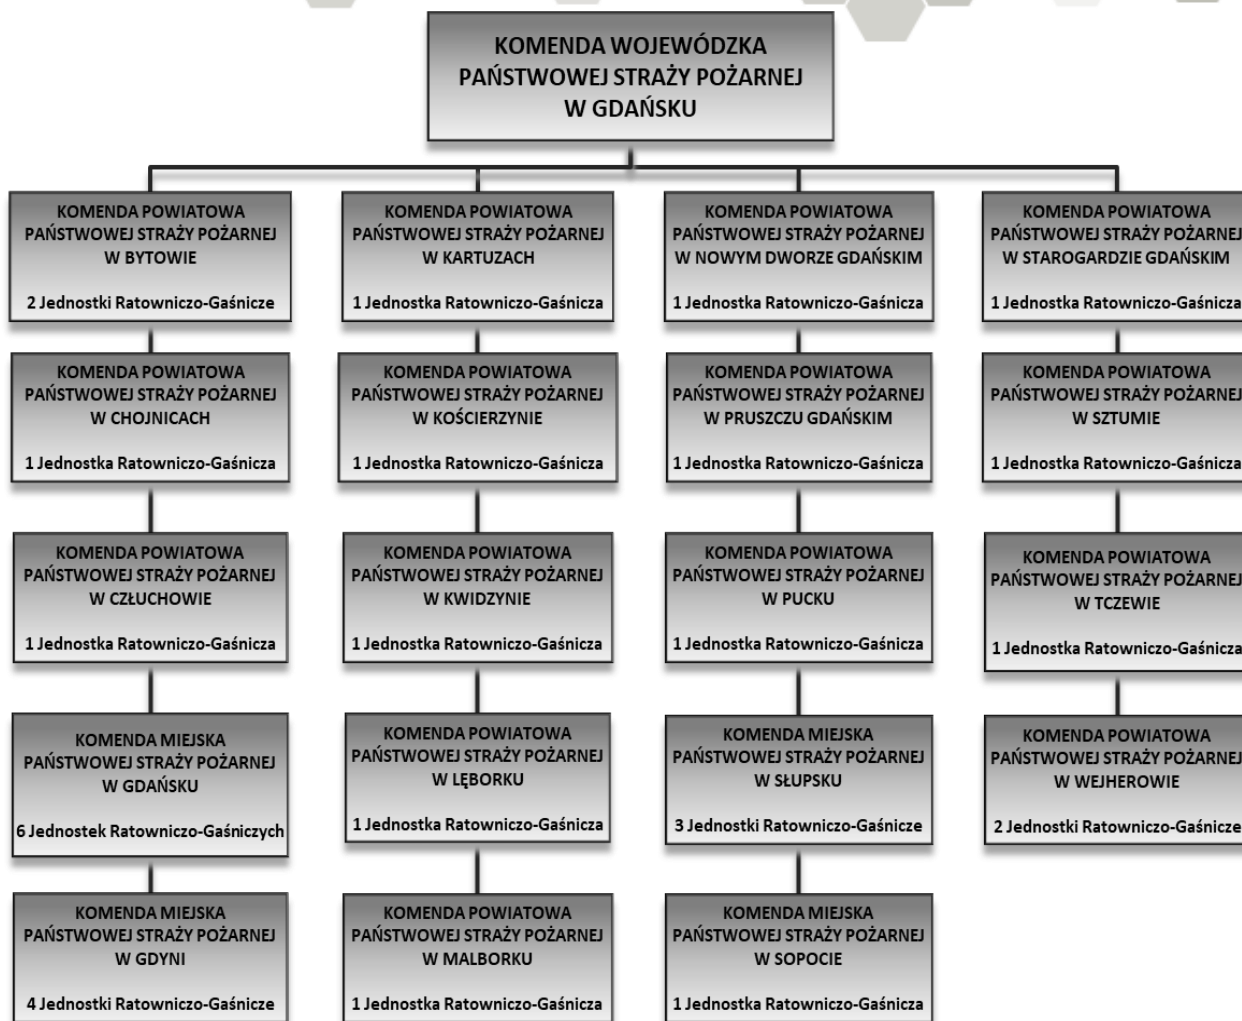 KOMENDA WOJEWÓDZKA
PAŃSTWOWEJ STRAŻY POŻARNEJ
W GDAŃSKU
KOMENDA POWIATOWA
PAŃSTWOWEJ STRAŻY POŻARNEJ
W BYTOWIE
2 Jednostki Ratowniczo-Gaśnicze
KOMENDA POWIATOWA
PAŃSTWOWEJ STRAŻY POŻARNEJ
W CHOJNICACH
1 Jednostka Ratowniczo-Gaśnicza
KOMENDA POWIATOWA
PAŃSTWOWEJ STRAŻY POŻARNEJ
W CZŁUCHOWIE
1 Jednostka Ratowniczo-Gaśnicza
KOMENDA MIEJSKA
PAŃSTWOWEJ STRAŻY POŻARNEJ
W GDAŃSKU
6 Jednostek Ratowniczo-Gaśniczych
KOMENDA MIEJSKA
PAŃSTWOWEJ STRAŻY POŻARNEJ
W GDYNI
4 Jednostki Ratowniczo-Gaśnicze
KOMENDA POWIATOWA
PAŃSTWOWEJ STRAŻY POŻARNEJ
W KARTUZACH
1 Jednostka Ratowniczo-Gaśnicza
KOMENDA POWIATOWA
PAŃSTWOWEJ STRAŻY POŻARNEJ
W KOŚCIERZYNIE
1 Jednostka Ratowniczo-Gaśnicza
KOMENDA POWIATOWA
PAŃSTWOWEJ STRAŻY POŻARNEJ
W KWIDZYNIE
1 Jednostka Ratowniczo-Gaśnicza
KOMENDA POWIATOWA
PAŃSTWOWEJ STRAŻY POŻARNEJ
W LĘBORKU
1 Jednostka Ratowniczo-Gaśnicza
KOMENDA POWIATOWA
PAŃSTWOWEJ STRAŻY POŻARNEJ
W MALBORKU
1 Jednostka Ratowniczo-Gaśnicza
KOMENDA POWIATOWA
PAŃSTWOWEJ STRAŻY POŻARNEJ
W NOWYM DWORZE GDAŃSKIM
1 Jednostka Ratowniczo-Gaśnicza
KOMENDA POWIATOWA
PAŃSTWOWEJ STRAŻY POŻARNEJ
W PRUSZCZU GDAŃSKIM
1 Jednostka Ratowniczo-Gaśnicza
KOMENDA POWIATOWA
PAŃSTWOWEJ STRAŻY POŻARNEJ
W PUCKU
1 Jednostka Ratowniczo-Gaśnicza
KOMENDA MIEJSKA
PAŃSTWOWEJ STRAŻY POŻARNEJ
W SŁUPSKU
3 Jednostki Ratowniczo-Gaśnicze
KOMENDA MIEJSKA
PAŃSTWOWEJ STRAŻY POŻARNEJ
W SOPOCIE
1 Jednostka Ratowniczo-Gaśnicza
KOMENDA POWIATOWA
PAŃSTWOWEJ STRAŻY POŻARNEJ
W STAROGARDZIE GDAŃSKIM
1 Jednostka Ratowniczo-Gaśnicza
KOMENDA POWIATOWA
PAŃSTWOWEJ STRAŻY POŻARNEJ
W SZTUMIE
1 Jednostka Ratowniczo-Gaśnicza
KOMENDA POWIATOWA
PAŃSTWOWEJ STRAŻY POŻARNEJ
W TCZEWIE
1 Jednostka Ratowniczo-Gaśnicza
KOMENDA POWIATOWA
PAŃSTWOWEJ STRAŻY POŻARNEJ
W WEJHEROWIE
2 Jednostki Ratowniczo-Gaśnicze